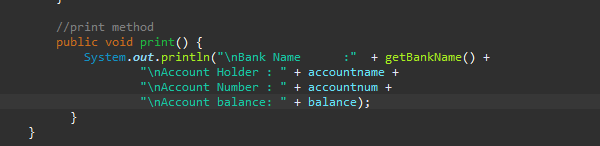 //print method
public void print() {
System.out.println("\nBank Name      :"  + getBankName() +
"\nAccount Holder : " + accountname +
"\nAccount Number : " + accountnum +
"\nAccount balance: " + balance);
}
}